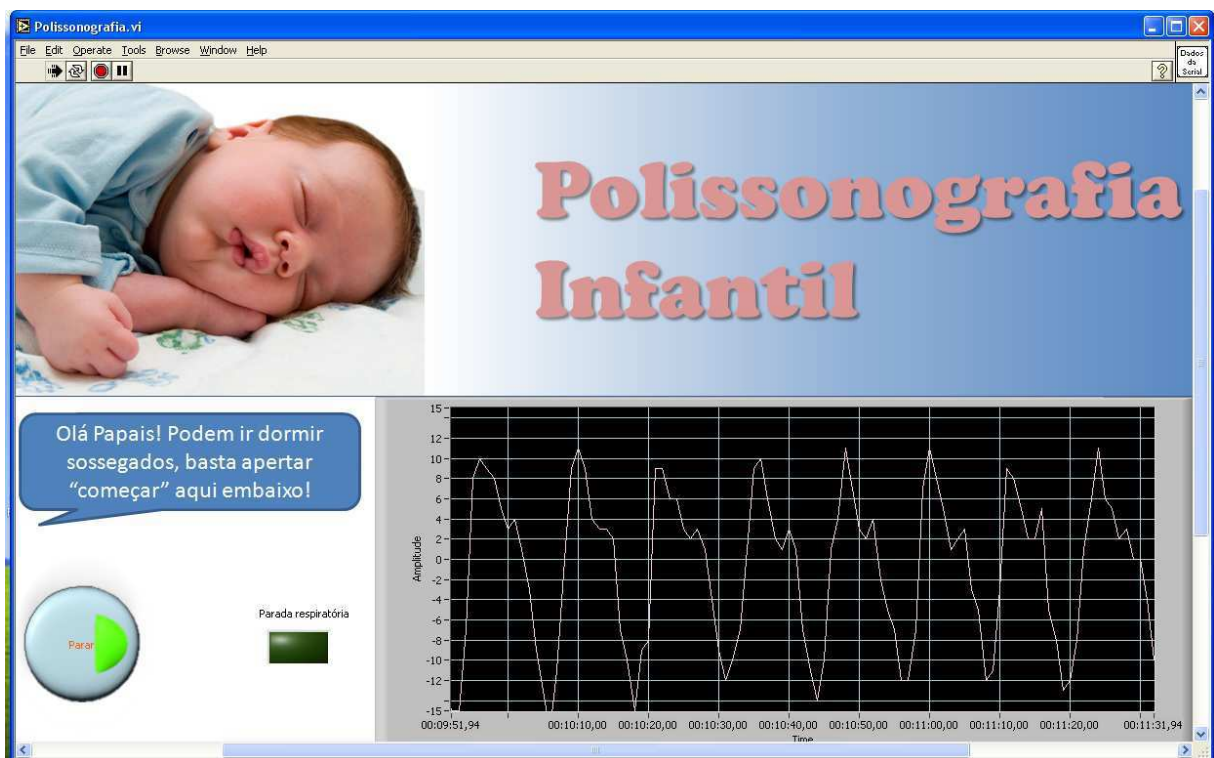 Polissonografia.vi
File Edit Operate Tools Browse Window Help
Dados
da
Serial
Polissonografia
Infantil
Olá Papais! Podem ir dormir
sossegados, basta apertar
“começar” aqui embaixo!
Parar
Parada respiratória
Amplitude
15
12
10
8
6
4
2
0
-2
-4
-6
-8
-10
-12
-15
00:09:51,94 00:10:10,00 00:10:20,00 00:10:30,00 00:10:40,00 00:10:50,00 00:11:00,00 00:11:10,00 00:11:20,00 00:11:31,94
Time